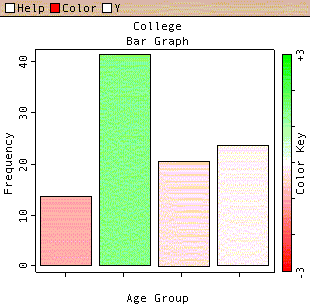 Help Color Y
College
Bar Graph
40
30
20
10
0
Frequency
Age Group
+3
Color Key
-3